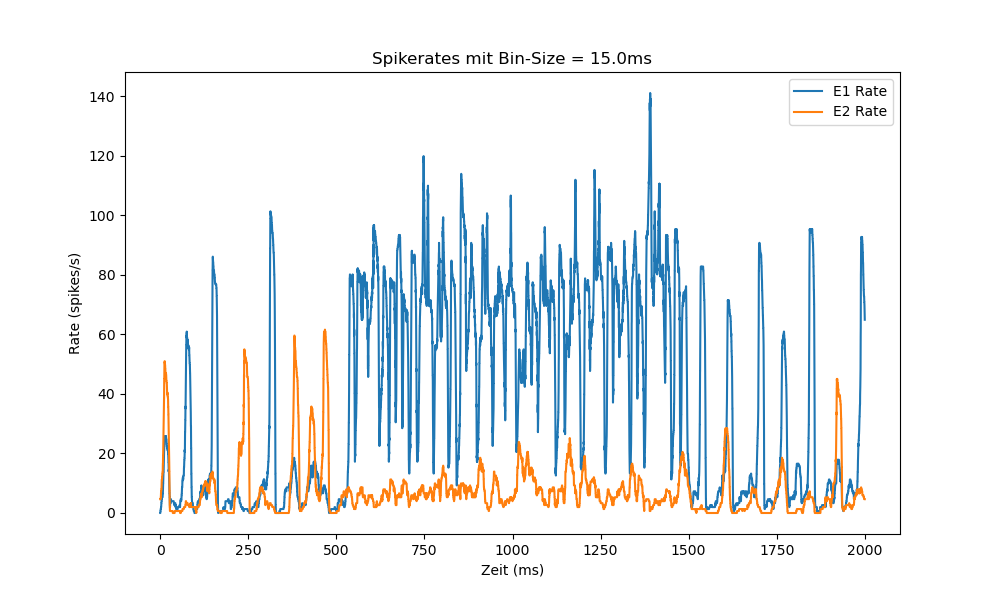 Spikerates mit Bin-Size = 15.0ms
E1 Rate
E2 Rate
Rate (spikes/s)
140
120
100
80
60
40
20
0
0 250 500 750 1000 1250 1500 1750 2000
Zeit (ms)